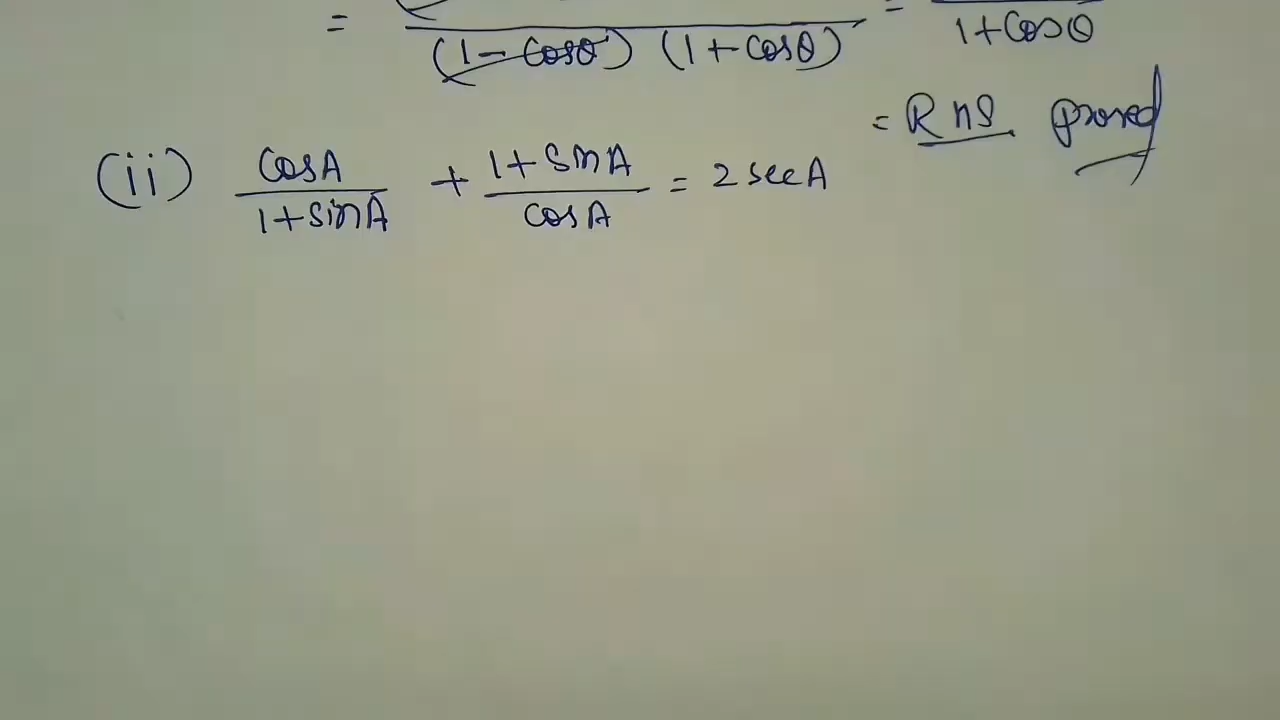 = (1 - cosθ) (1 + cosθ) = 1 + cosθ
= RHS proved
(ii) cosA / 1 + sinA + 1 + sinA / cosA = 2 secA